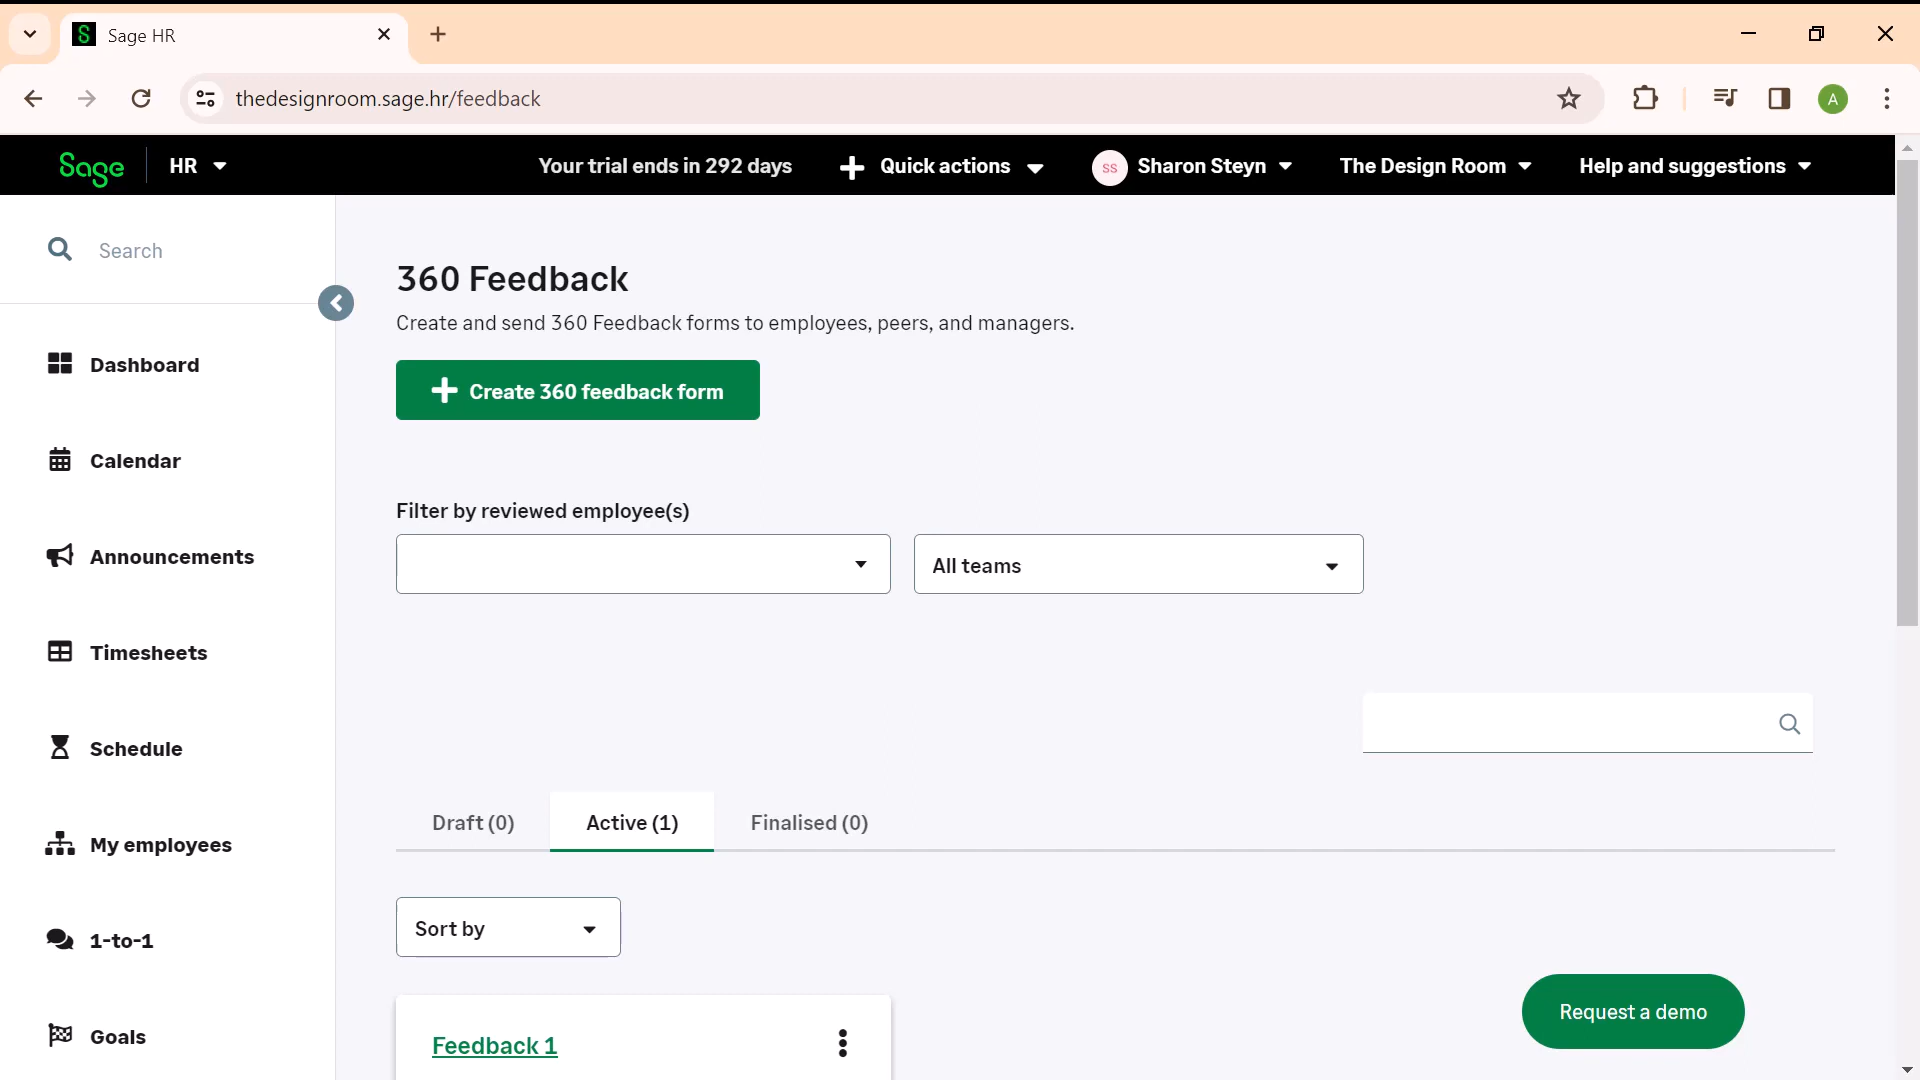 Sage HR
thedesignroom.sage.hr/feedback
A
Sage
HR
Your trial ends in 292 days
Quick actions
SS
Sharon Steyn
The Design Room
Help and suggestions
Search
Dashboard
Calendar
Announcements
Timesheets
Schedule
My employees
1-to-1
Goals
360 Feedback
Create and send 360 Feedback forms to employees, peers, and managers.
Create 360 feedback form
Filter by reviewed employee(s)
All teams
Draft (0)
Active (1)
Finalised (0)
Sort by
Feedback 1
Request a demo